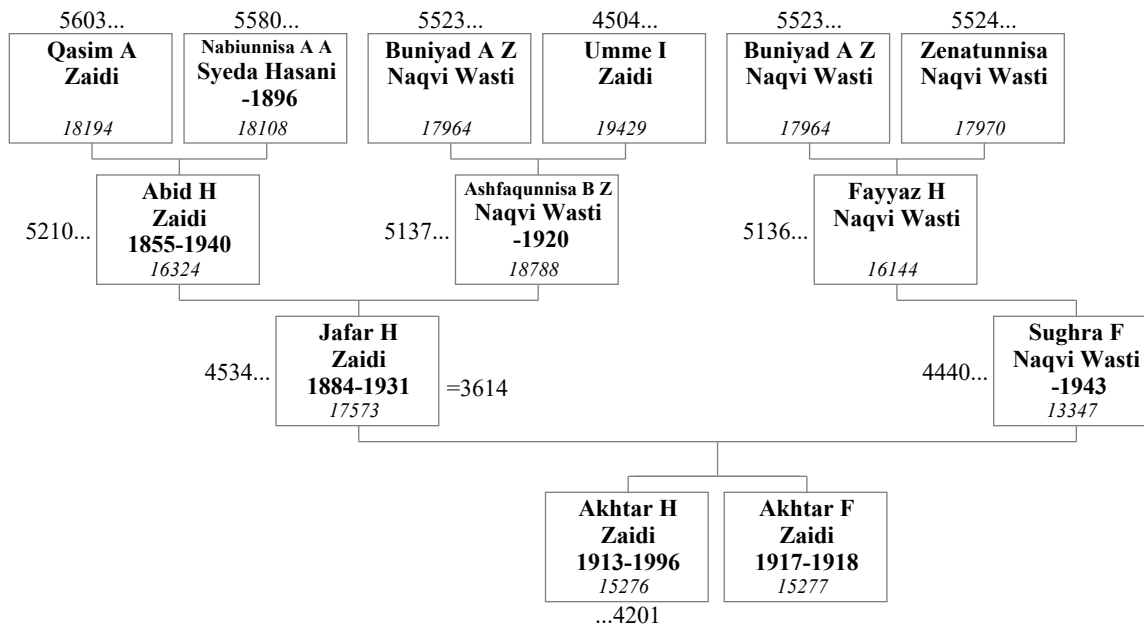 5603...
5580...
5523...
4504...
5523...
5524...
Qasim A
Zaidi
18194
Nabiunnisa A A
Syeda Hasani
-1896
18108
Buniyad A Z
Naqvi Wasti
17964
Umme I
Zaidi
19429
Buniyad A Z
Naqvi Wasti
17964
Zenatunnisa
Naqvi Wasti
17970
5210...
Abid H
Zaidi
1855-1940
16324
5137...
Ashfaqunnisa B Z
Naqvi Wasti
-1920
18788
5136...
Fayyaz H
Naqvi Wasti
16144
4534...
Jafar H
Zaidi
1884-1931
17573
=3614
4440...
Sughra F
Naqvi Wasti
-1943
13347
Akhtar H
Zaidi
1913-1996
15276
...4201
Akhtar F
Zaidi
1917-1918
15277